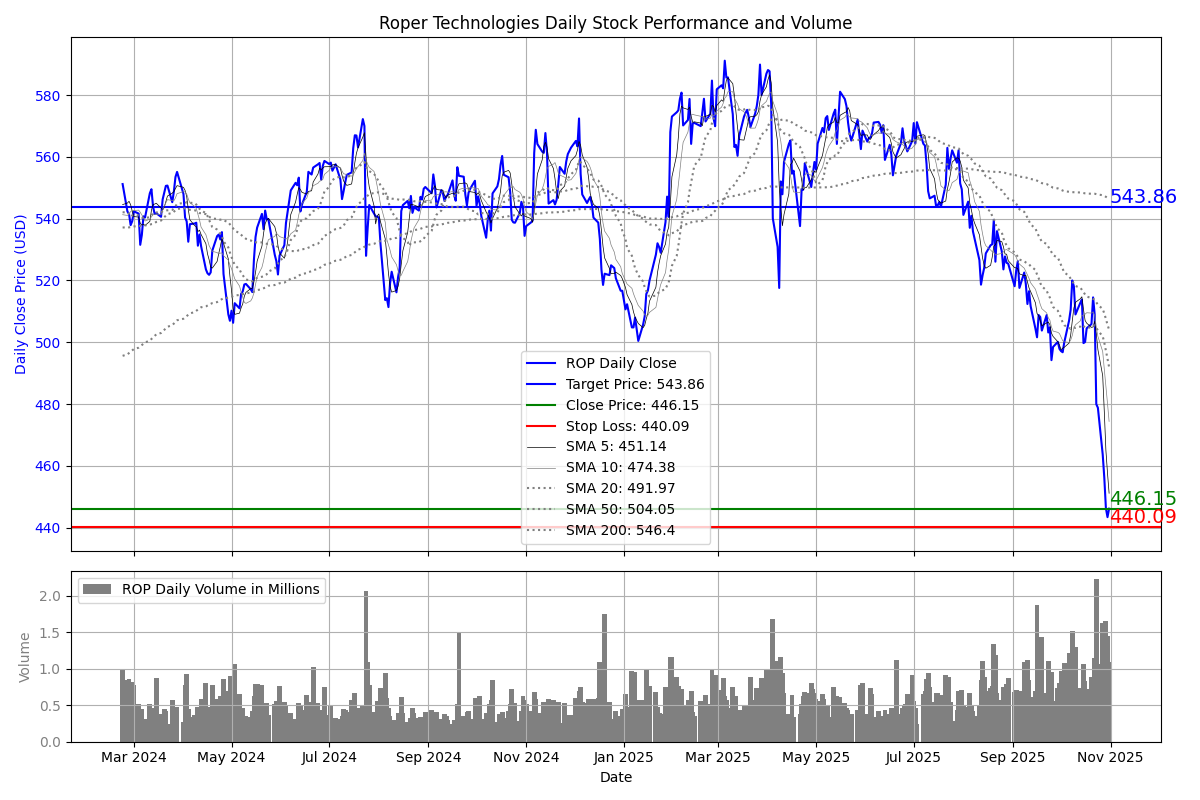 Roper Technologies Daily Stock Performance and Volume
Daily Close Price (USD)
580
560
540
520
500
480
460
440
543.86
446.15
440.09
ROP Daily Close
Target Price: 543.86
Close Price: 446.15
Stop Loss: 440.09
SMA 5: 451.14
SMA 10: 474.38
SMA 20: 491.97
SMA 50: 504.05
SMA 200: 546.4
Volume
2.0
1.5
1.0
0.5
0.0
ROP Daily Volume in Millions
Mar 2024 May 2024 Jul 2024 Sep 2024 Nov 2024 Jan 2025 Mar 2025 May 2025 Jul 2025 Sep 2025 Nov 2025
Date